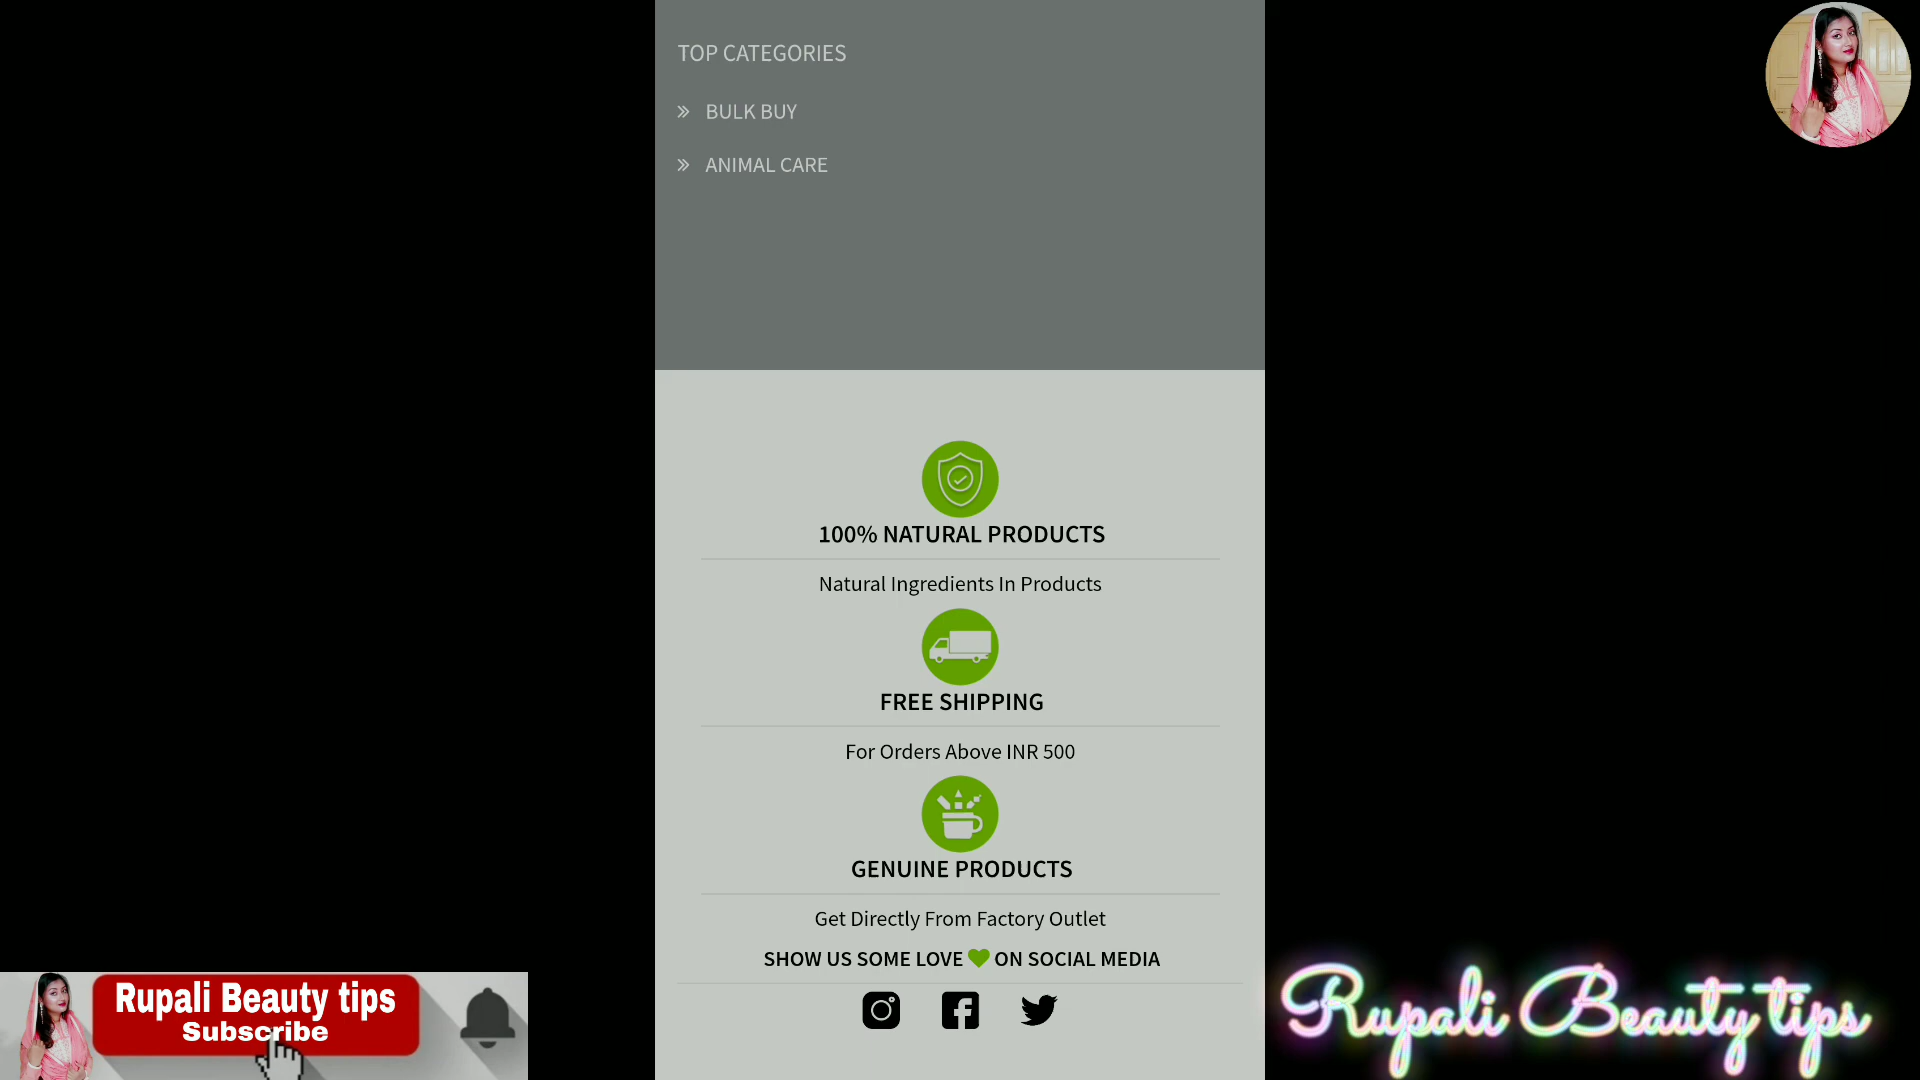 TOP CATEGORIES
BULK BUY
ANIMAL CARE
100% NATURAL PRODUCTS
Natural Ingredients In Products
FREE SHIPPING
For Orders Above INR 500
GENUINE PRODUCTS
Get Directly From Factory Outlet
SHOW US SOME LOVE ON SOCIAL MEDIA
Rupali Beauty tips
Subscribe
Rupali Beauty tips